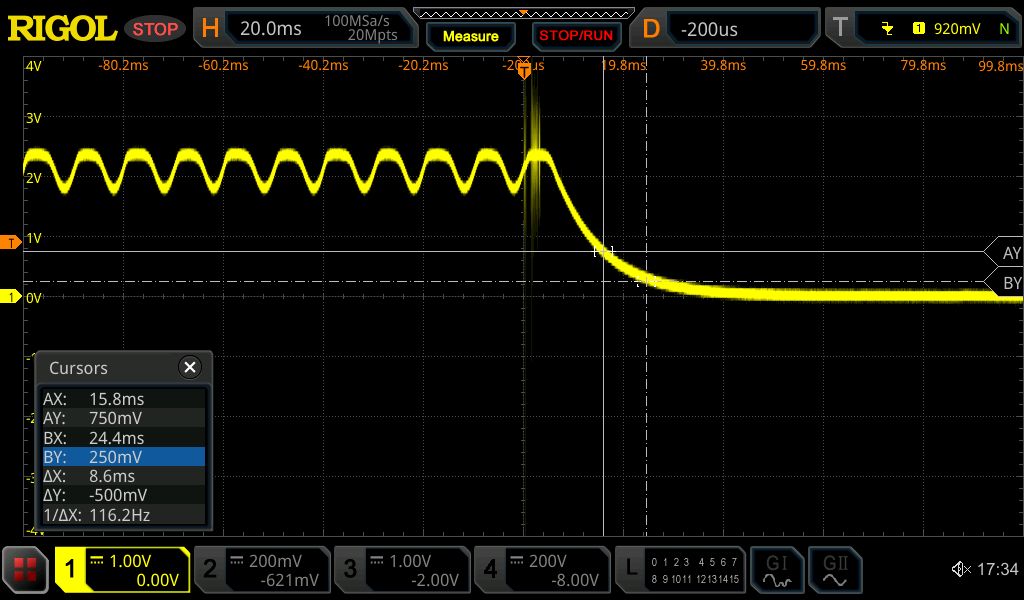 RIGOL STOP H 20.0ms 100MSa/s 20Mpts Measure STOP/RUN D -200us T 1 920mV N
4V -80.2ms -60.2ms -40.2ms -20.2ms -200us 19.8ms 39.8ms 59.8ms 79.8ms 99.8ms
T
3V
2V
1V
T
AY
BY
1 0V
-1
-2
-3
-4
Cursors
AX: 15.8ms
AY: 750mV
BX: 24.4ms
BY: 250mV
ΔX: 8.6ms
ΔY: -500mV
1/ΔX: 116.2Hz
1 1.00V 0.00V
2 200mV -621mV
3 1.00V -2.00V
4 200V -8.00V
L 0 1 2 3 4 5 6 7
8 9 10 11 12 13 14 15
GI GII 17:34